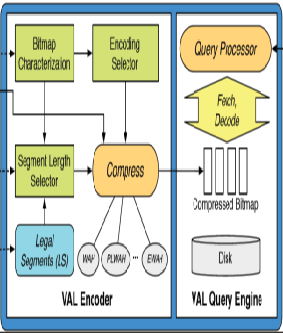 Bitmap
Characterizaion
Encoding
Selector
Query Processor
Fetch,
Decode
Segment Length
Selector
Compress
Compressed Bitmap
Legal
Segments (LS)
WAH
PLWAH
...
EWAH
Disk
VAL Encoder
VAL Query Engine